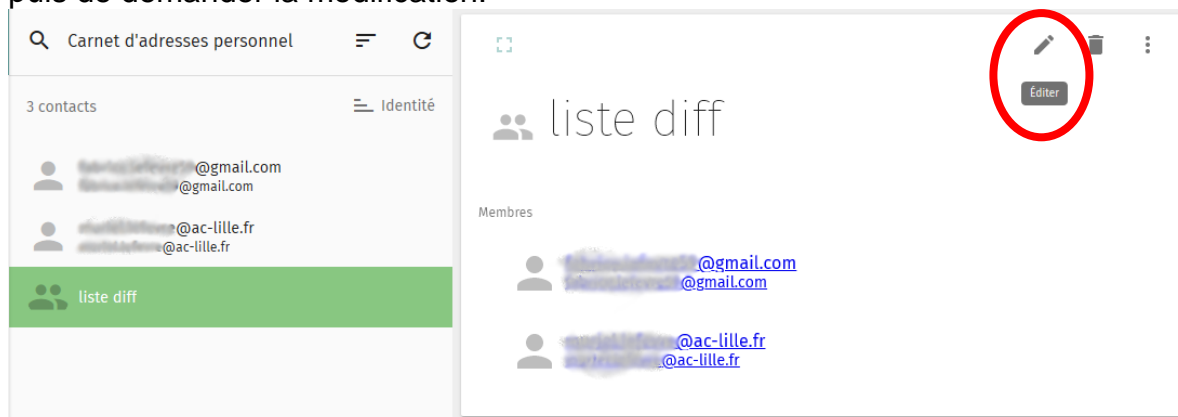 puis de demander la modification.
Carnet d'adresses personnel
3 contacts
Identité
@gmail.com
@gmail.com
@ac-lille.fr
@ac-lille.fr
liste diff
Éditer
liste diff
Membres
@gmail.com
@gmail.com
@ac-lille.fr
@ac-lille.fr